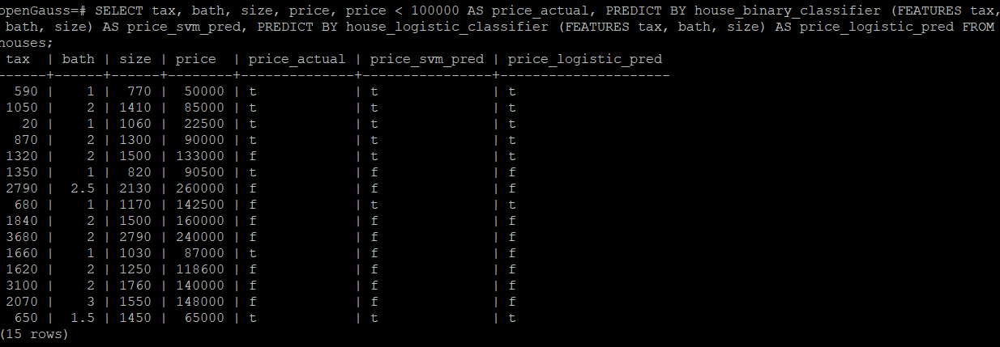 openGauss=# SELECT tax, bath, size, price, price < 100000 AS price_actual, PREDICT BY house_binary_classifier (FEATURES tax,
 bath, size) AS price_svm_pred, PREDICT BY house_logistic_classifier (FEATURES tax, bath, size) AS price_logistic_pred FROM
houses;
 tax  | bath | size | price  | price_actual | price_svm_pred | price_logistic_pred
------+------+------+--------+--------------+----------------+---------------------
  590 |    1 |  770 |  50000 | t            | t              | t
 1050 |    2 | 1410 |  85000 | t            | t              | t
   20 |    1 | 1060 |  22500 | t            | t              | t
  870 |    2 | 1300 |  90000 | t            | t              | t
 1320 |    2 | 1500 | 133000 | f            | t              | t
 1350 |    1 |  820 |  90500 | t            | f              | f
 2790 |  2.5 | 2130 | 260000 | f            | f              | f
  680 |    1 | 1170 | 142500 | f            | t              | t
 1840 |    2 | 1500 | 160000 | f            | f              | f
 3680 |    2 | 2790 | 240000 | f            | f              | f
 1660 |    1 | 1030 |  87000 | t            | f              | f
 1620 |    2 | 1250 | 118600 | f            | f              | f
 3100 |    2 | 1760 | 140000 | f            | f              | f
 2070 |    3 | 1550 | 148000 | f            | f              | f
  650 |  1.5 | 1450 |  65000 | t            | t              | t
(15 rows)